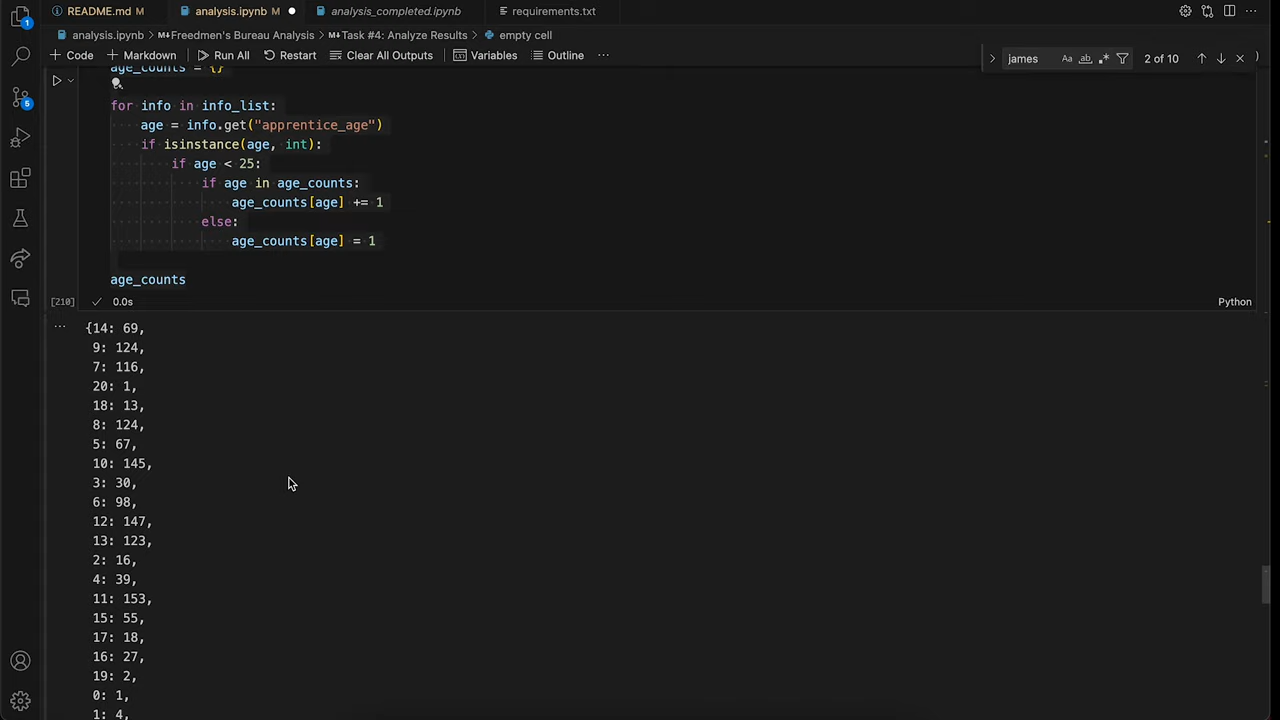 README.md M
analysis.ipynb M
analysis_completed.ipynb
requirements.txt
analysis.ipynb > Freedmen's Bureau Analysis > Task #4: Analyze Results > empty cell
+ Code + Markdown Run All Restart Clear All Outputs Variables Outline ...
james Aa ab .* 2 of 10
age_counts = {}
for info in info_list:
age = info.get("apprentice_age")
if isinstance(age, int):
if age < 25:
if age in age_counts:
age_counts[age] += 1
else:
age_counts[age] = 1
age_counts
[210] 0.0s Python
{14: 69,
9: 124,
7: 116,
20: 1,
18: 13,
8: 124,
5: 67,
10: 145,
3: 30,
6: 98,
12: 147,
13: 123,
2: 16,
4: 39,
11: 153,
15: 55,
17: 18,
16: 27,
19: 2,
0: 1,
1: 4,
1
6